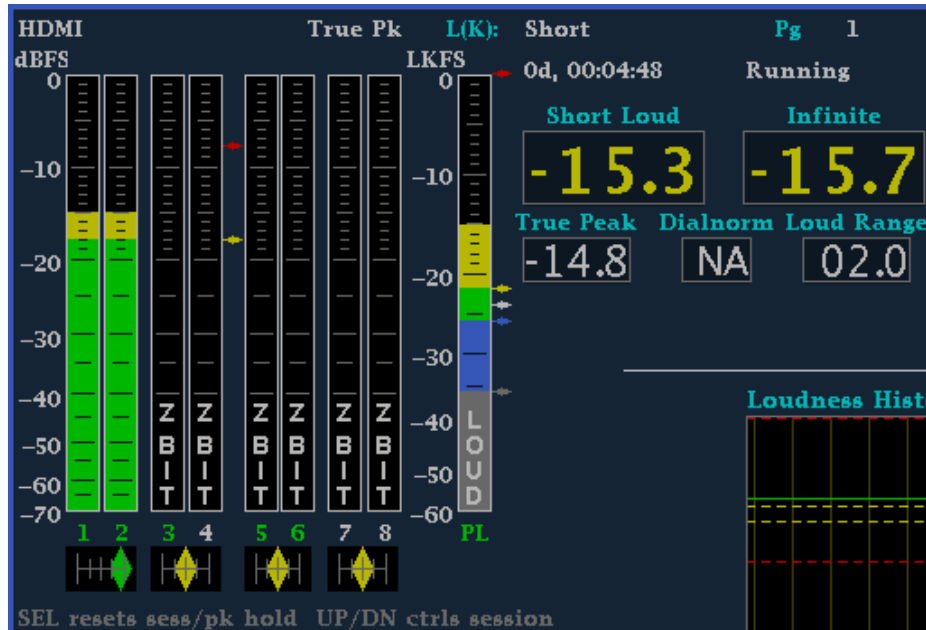 HDMI True Pk L(K): Short Pg 1
dBFS LKFS 0d, 00:04:48 Running
0 0
Short Loud Infinite
-15.3 -15.7
-10 -10
True Peak Dialnorm Loud Range
-14.8 NA 02.0
-20 -20
-30 -30
-40 -40
Loudness Hist
Z Z Z Z Z Z L
B B B B B B O
I I I I I I U
T T T T T T D
-50 -50
-60
-70 -60
1 2 3 4 5 6 7 8 PL
SEL resets sess/pk hold UP/DN ctrls session